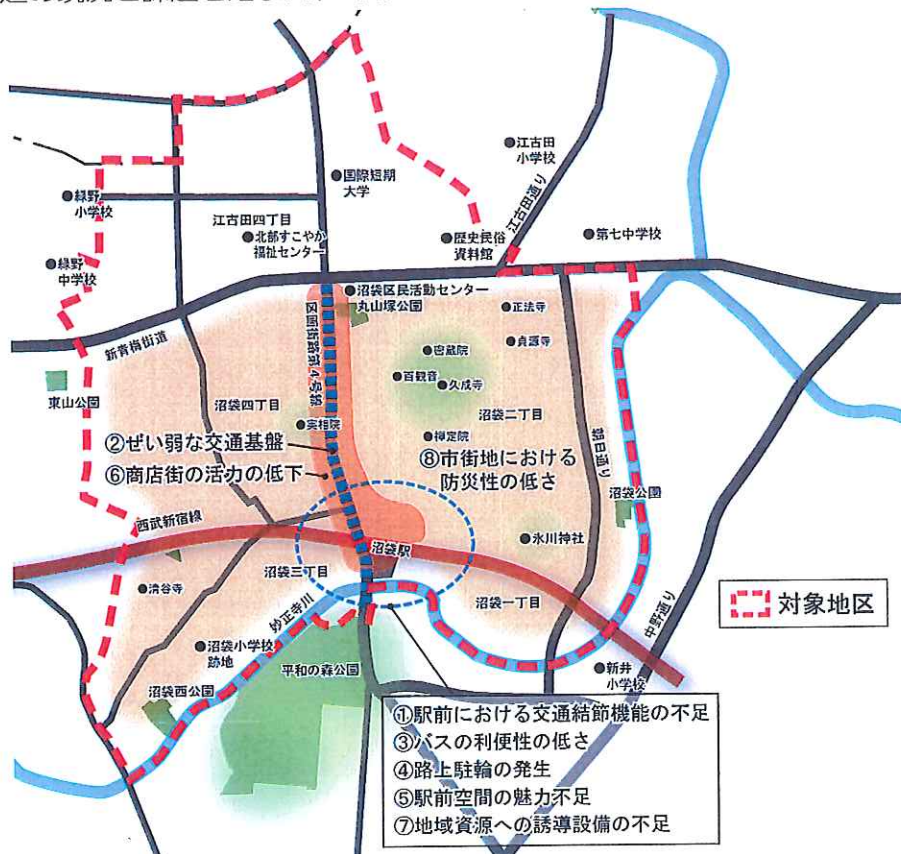 ●江古田
小学校
●国際短期
大学
江古田通り
●緑野
小学校
江古田四丁目
●北部すこやか
福祉センター
●歴史民俗
資料館
●第七中学校
●緑野
中学校
●沼袋区民活動センター
丸山塚公園
●正法寺
新青梅街道
区画街路第4号線
●密蔵院
●貞源寺
●百観音
●久成寺
東山公園
沼袋四丁目
沼袋二丁目
●実相院
●禅定院
朝日通り
②ぜい弱な交通基盤
⑥商店街の活力の低下
⑧市街地における
防災性の低さ
沼袋公園
西武新宿線
沼袋駅
●氷川神社
●清谷寺
沼袋三丁目
沼袋一丁目
中野通り
対象地区
妙正寺川
●沼袋小学校
跡地
平和の森公園
●新井
小学校
沼袋西公園
①駅前における交通結節機能の不足
③バスの利便性の低さ
④路上駐輪の発生
⑤駅前空間の魅力不足
⑦地域資源への誘導設備の不足